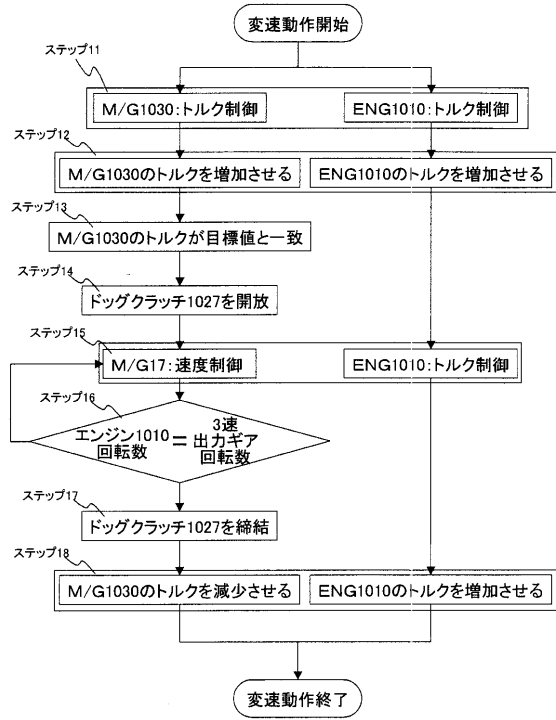 変速動作開始
ステップ11
M/G1030:トルク制御
ENG1010:トルク制御
ステップ12
M/G1030のトルクを増加させる
ENG1010のトルクを増加させる
ステップ13
M/G1030のトルクが目標値と一致
ステップ14
ドッグクラッチ1027を開放
ステップ15
M/G17:速度制御
ENG1010:トルク制御
ステップ16
エンジン1010
回転数
=
3速
出力ギア
回転数
ステップ17
ドッグクラッチ1027を締結
ステップ18
M/G1030のトルクを減少させる
ENG1010のトルクを増加させる
変速動作終了